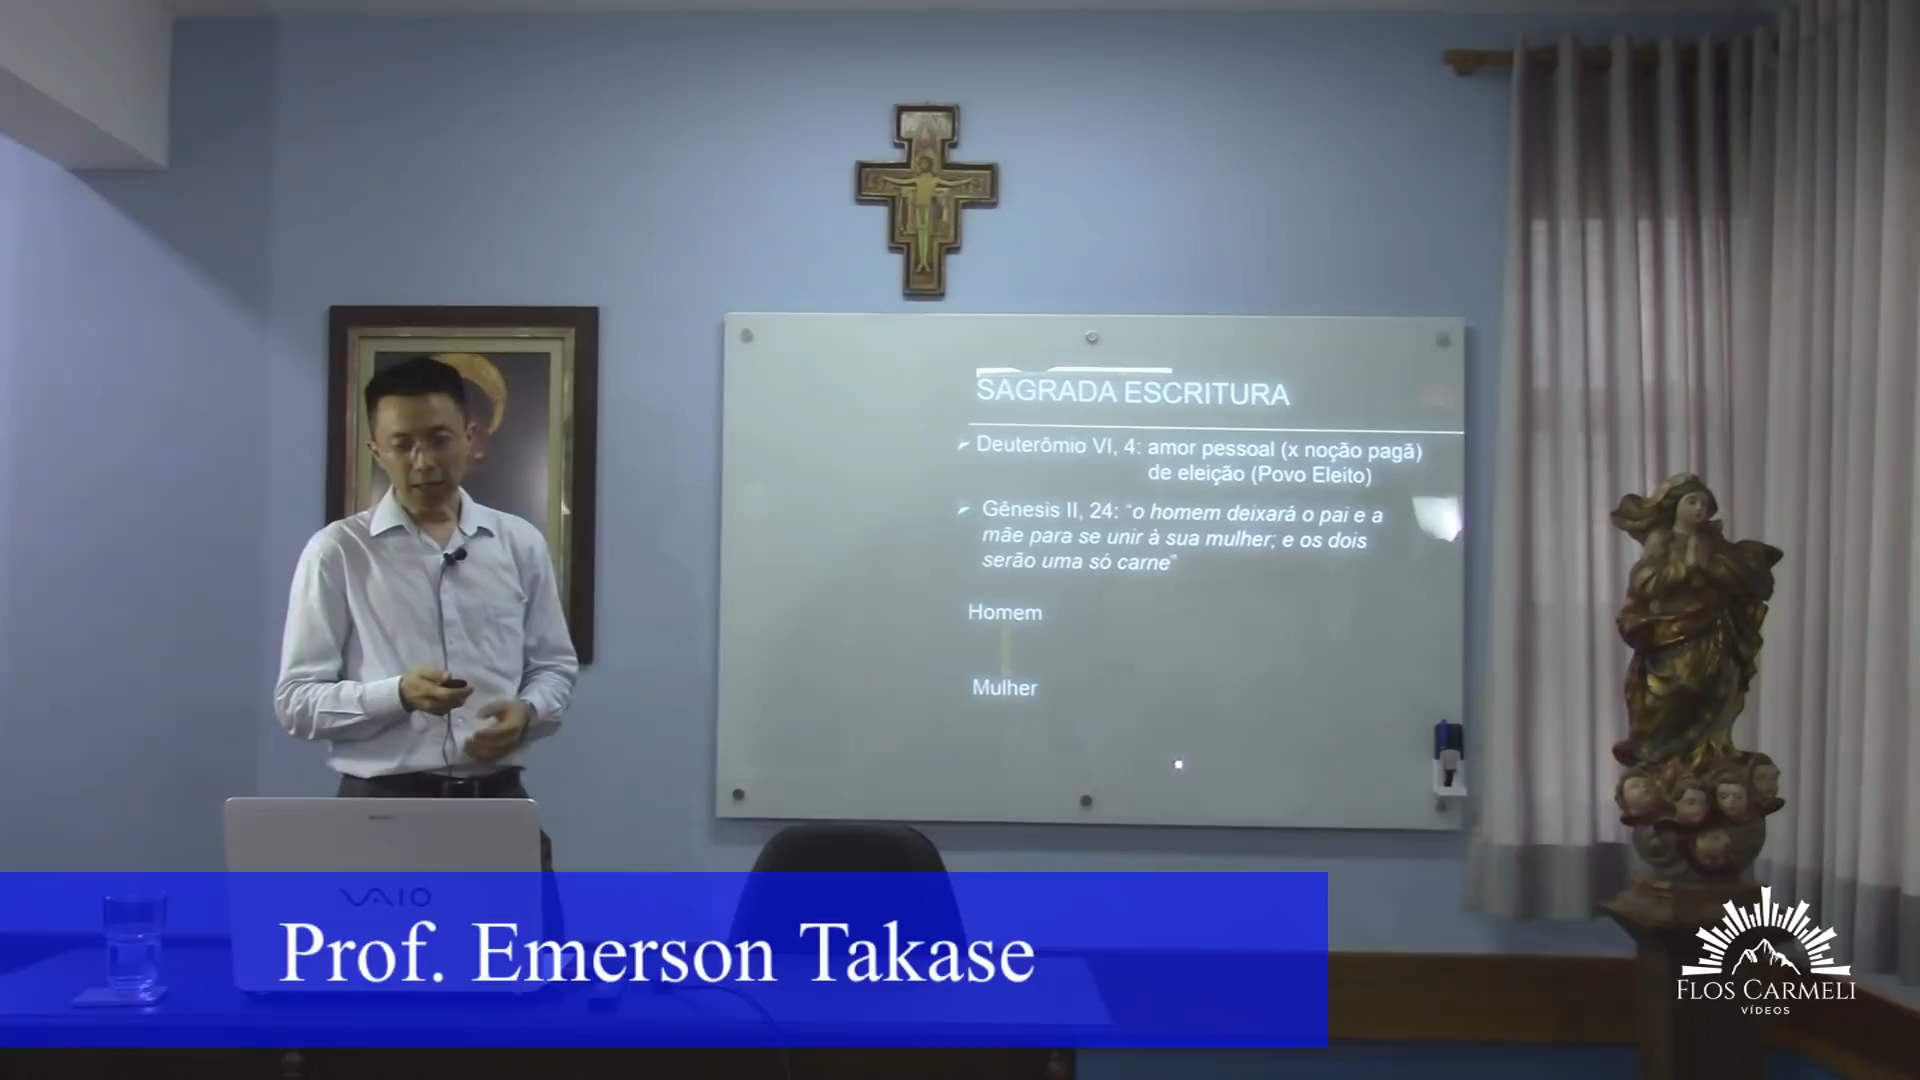 SAGRADA ESCRITURA
Deuterômio VI, 4: amor pessoal (x noção pagã)
de eleição (Povo Eleito)
Gênesis II, 24: “o homem deixará o pai e a
mãe para se unir à sua mulher; e os dois
serão uma só carne”
Homem
Mulher
VAIO
Prof. Emerson Takase
FLOS CARMELI
VÍDEOS